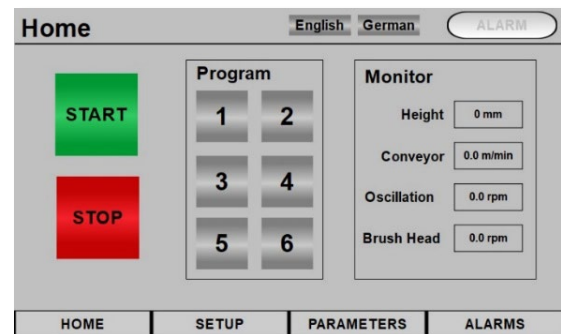 Home English German ALARM
START
STOP
Program
1 2
3 4
5 6
Monitor
Height 0 mm
Conveyor 0.0 m/min
Oscillation 0.0 rpm
Brush Head 0.0 rpm
HOME SETUP PARAMETERS ALARMS